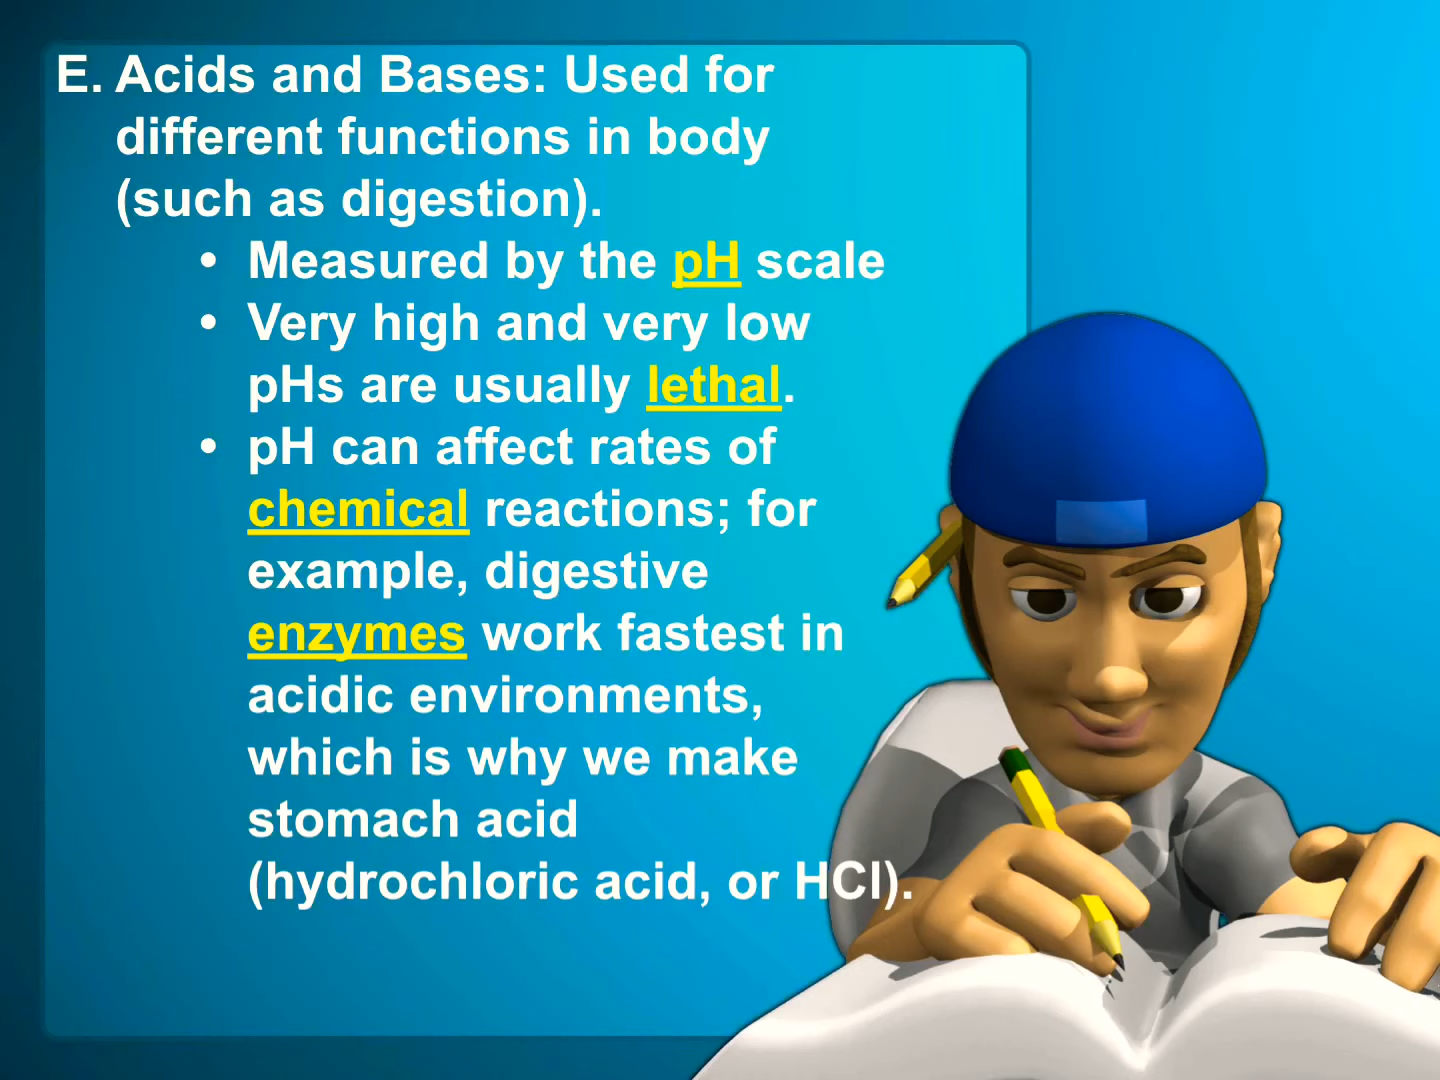 E. Acids and Bases: Used for
different functions in body
(such as digestion).
• Measured by the pH scale
• Very high and very low
pHs are usually lethal.
• pH can affect rates of
chemical reactions; for
example, digestive
enzymes work fastest in
acidic environments,
which is why we make
stomach acid
(hydrochloric acid, or HCl).